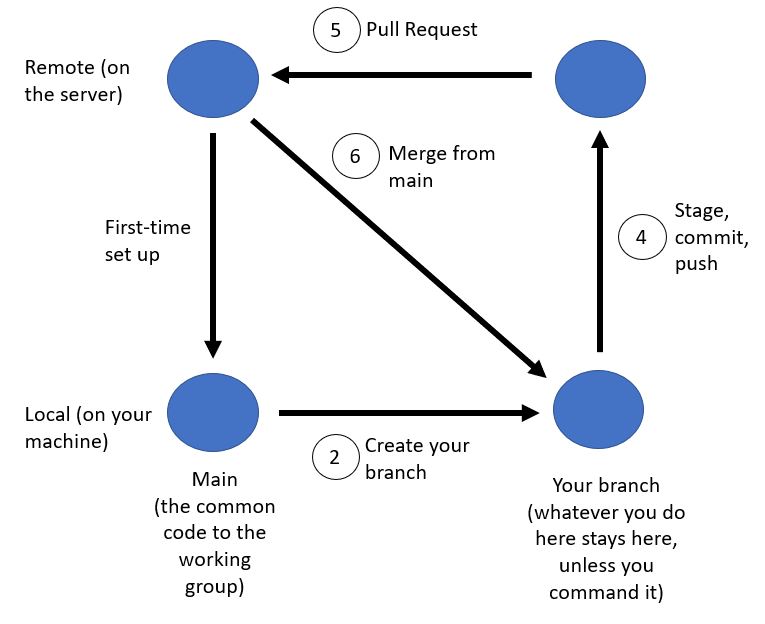 5
Pull Request
Remote (on
the server)
6
Merge from
main
First-time
set up
Stage,
4
commit,
push
Local (on your
machine)
2
Create your
branch
Main
(the common
code to the
working
group)
Your branch
(whatever you do
here stays here,
unless you
command it)